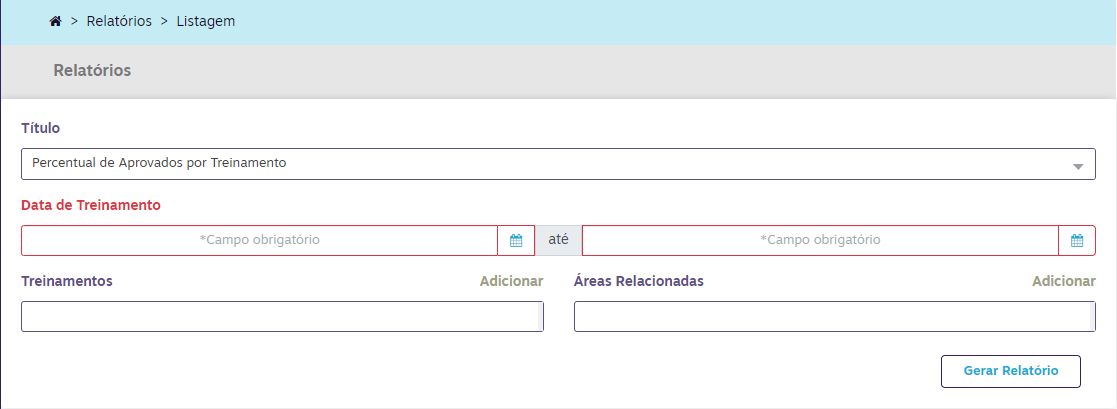 > Relatórios > Listagem
Relatórios
Título
Percentual de Aprovados por Treinamento
Data de Treinamento
*Campo obrigatório até *Campo obrigatório
Treinamentos Adicionar Áreas Relacionadas Adicionar
Gerar Relatório